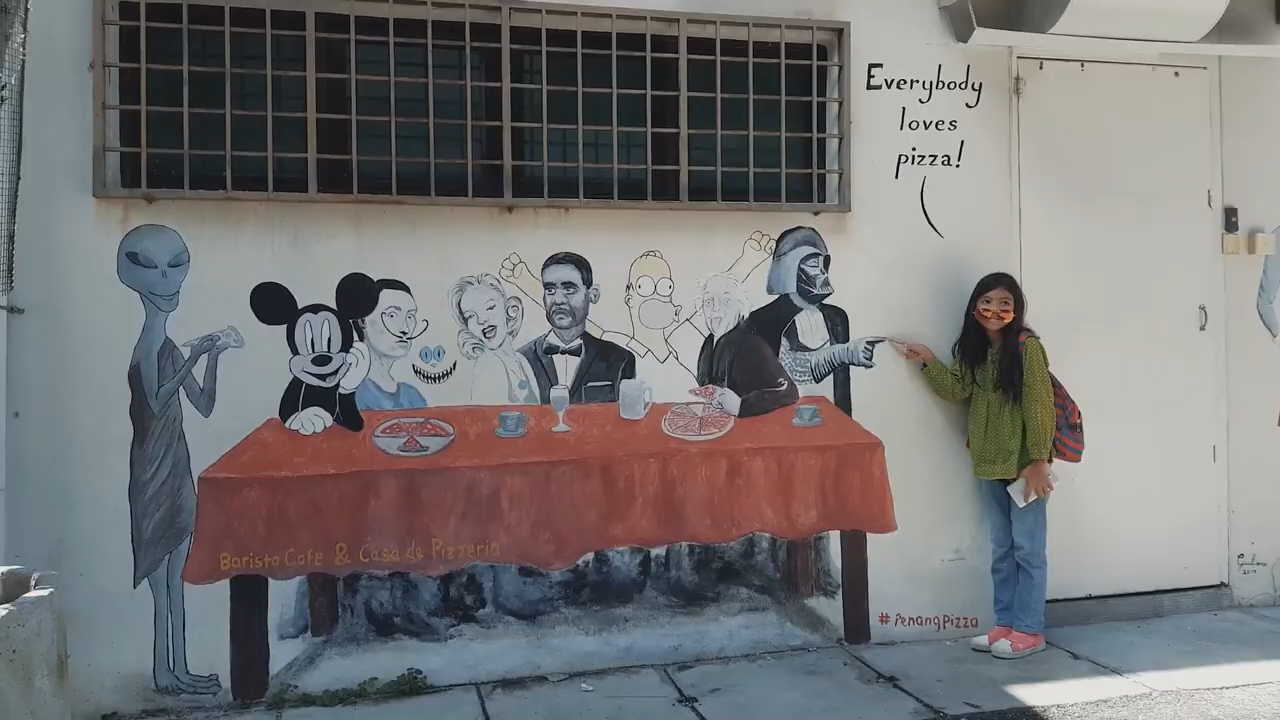 Everybody
loves
pizza!
Baristo Cafe & Casa de Pizzeria
#PenangPizza